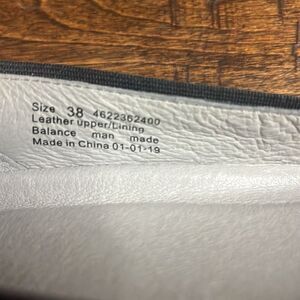 Size 38 4622362400
Leather upper/Lining
Balance man made
Made in China 01-01-19